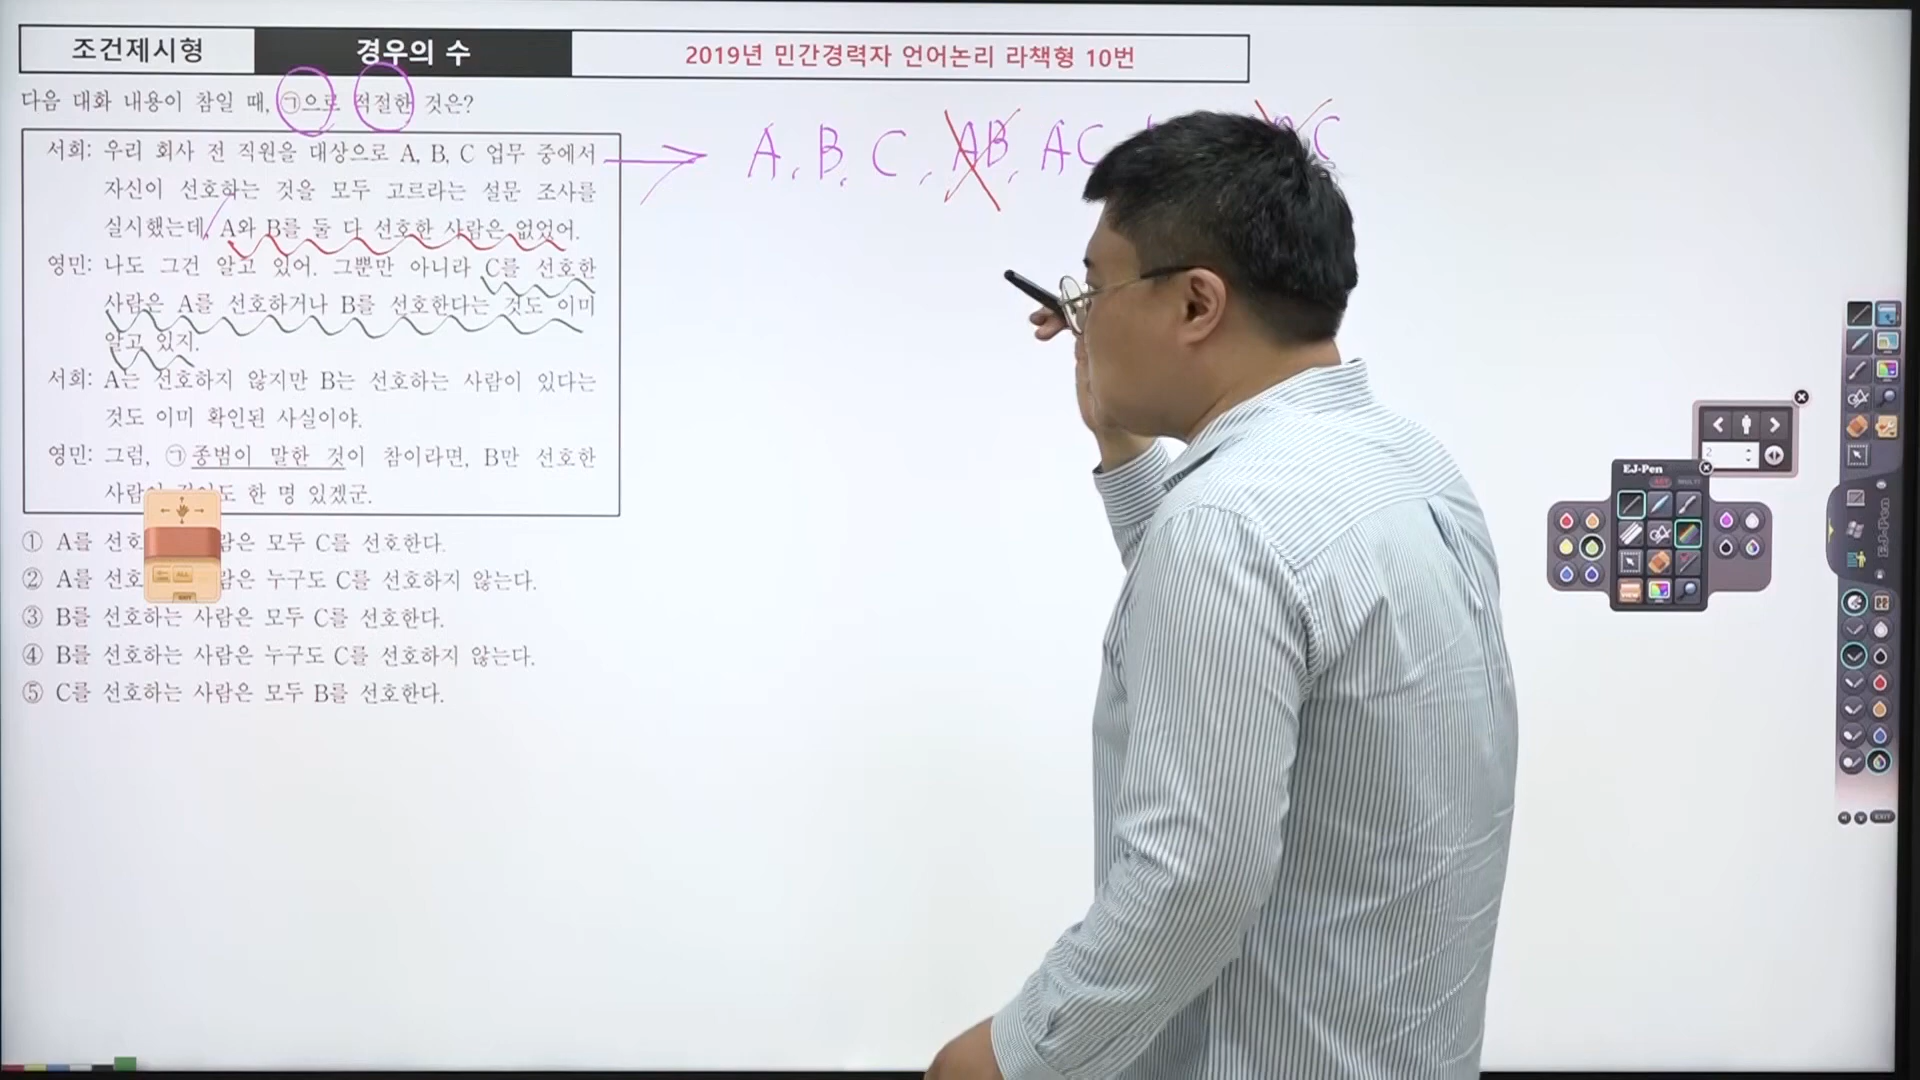 조건제시형
경우의 수
2019년 민간경력자 언어논리 라책형 10번
다음 대화 내용이 참일 때, ㉠으로 적절한 것은?
서희: 우리 회사 전 직원을 대상으로 A, B, C 업무 중에서
자신이 선호하는 것을 모두 고르라는 설문 조사를
실시했는데, A와 B를 둘 다 선호한 사람은 없었어.
영민: 나도 그건 알고 있어. 그뿐만 아니라 C를 선호한
사람은 A를 선호하거나 B를 선호한다는 것도 이미
알고 있지.
서희: A는 선호하지 않지만 B는 선호하는 사람이 있다는
것도 이미 확인된 사실이야.
영민: 그럼, ㉠종범이 말한 것이 참이라면, B만 선호한
한 명 있겠군.
① A를 모두 C를 선호한다.
② A를 누구도 C를 선호하지 않는다.
③ B를 선호하는 사람은 모두 C를 선호한다.
④ B를 선호하는 사람은 누구도 C를 선호하지 않는다.
⑤ C를 선호하는 사람은 모두 B를 선호한다.
A, B, C, AB, AC
C
EJ-Pen
2
EXIT